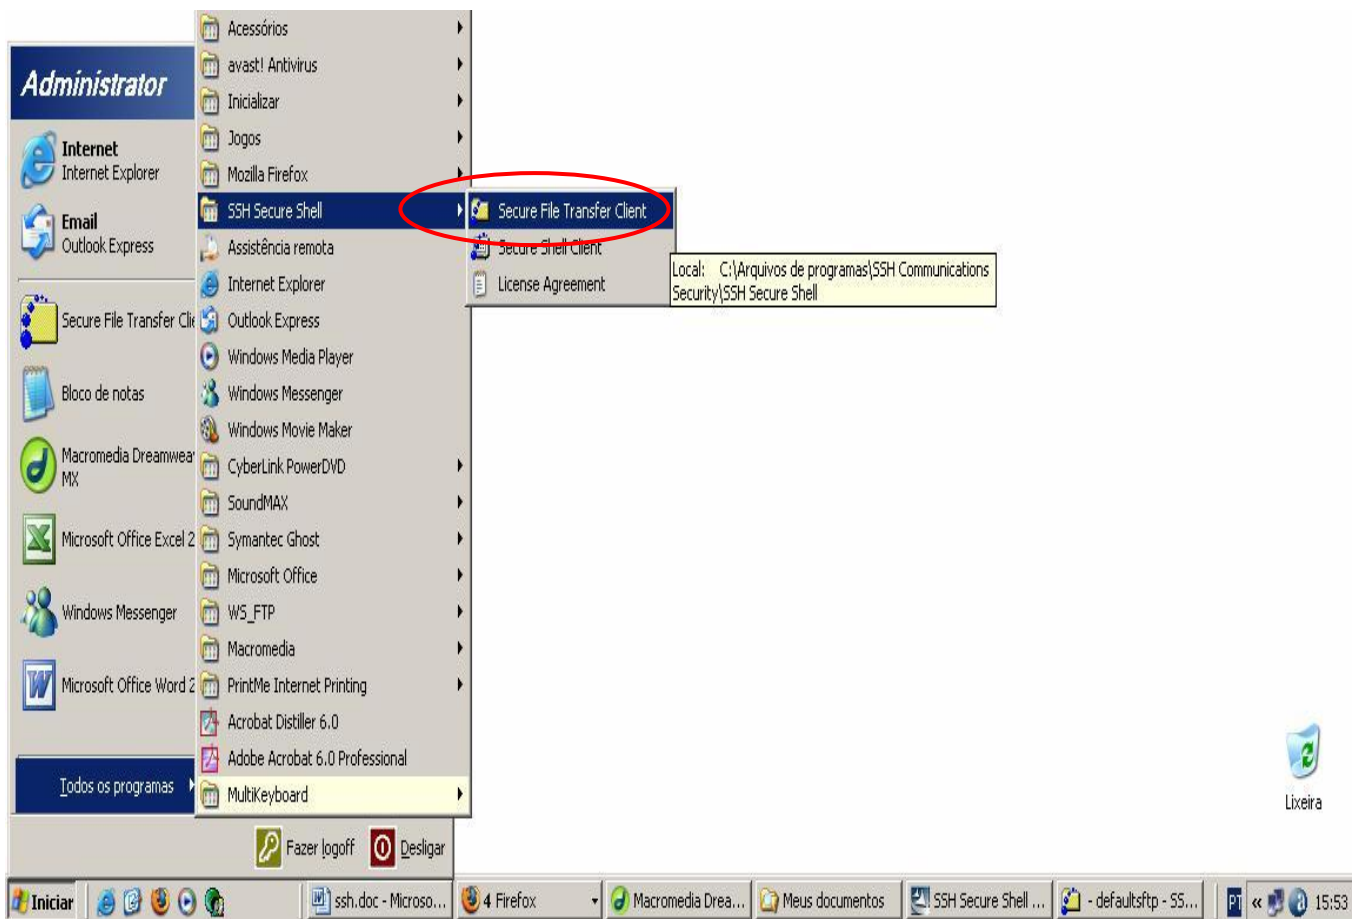 Administrator
Internet
Internet Explorer
Email
Outlook Express
Secure File Transfer Clie
Bloco de notas
Macromedia Dreamweav
MX
Microsoft Office Excel 2
Windows Messenger
Microsoft Office Word 2
Todos os programas
Acessórios
avast! Antivirus
Inicializar
Jogos
Mozilla Firefox
SSH Secure Shell
Assistência remota
Internet Explorer
Outlook Express
Windows Media Player
Windows Messenger
Windows Movie Maker
CyberLink PowerDVD
SoundMAX
Symantec Ghost
Microsoft Office
WS_FTP
Macromedia
PrintMe Internet Printing
Acrobat Distiller 6.0
Adobe Acrobat 6.0 Professional
MultiKeyboard
Secure File Transfer Client
Secure Shell Client
License Agreement
Local: C:\Arquivos de programas\SSH Communications
Security\SSH Secure Shell
Lixeira
Fazer logoff
Desligar
Iniciar
ssh.doc - Microso...
4 Firefox
Macromedia Drea...
Meus documentos
SSH Secure Shell ...
- defaultsftp - SS...
PT
«
15:53